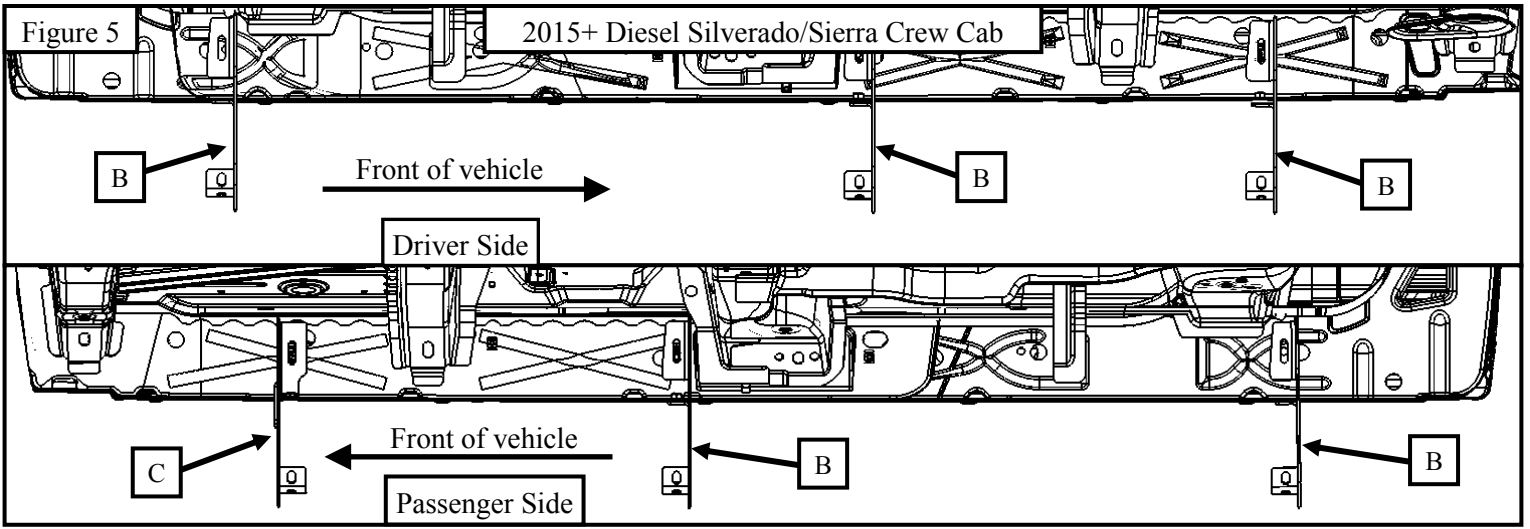 Figure 5
2015+ Diesel Silverado/Sierra Crew Cab
B
Front of vehicle
B
B
Driver Side
C
Front of vehicle
B
B
Passenger Side